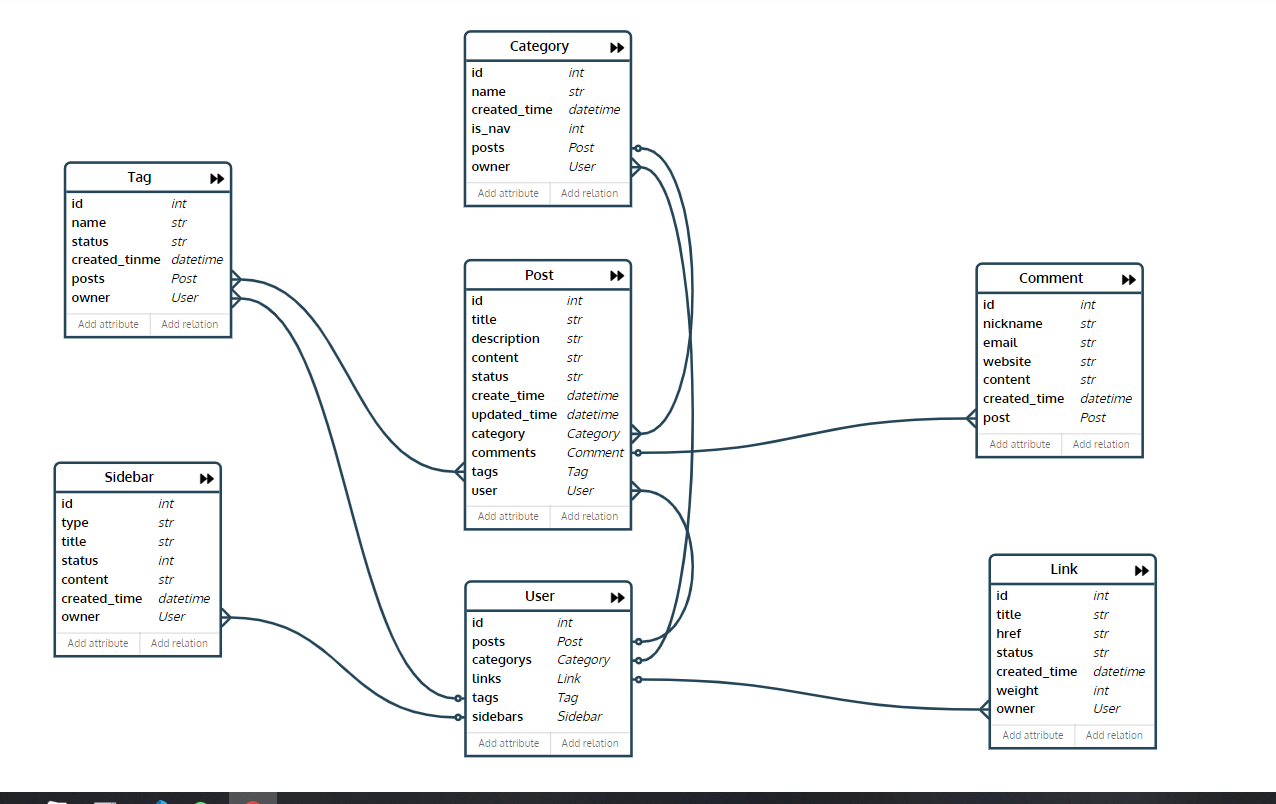 Category
id int
name str
created_time datetime
is_nav int
posts Post
owner User
Add attribute Add relation
Tag
id int
name str
status str
created_tinme datetime
posts Post
owner User
Add attribute Add relation
Post
id int
title str
description str
content str
status str
create_time datetime
updated_time datetime
category Category
comments Comment
tags Tag
user User
Add attribute Add relation
Comment
id int
nickname str
email str
website str
content str
created_time datetime
post Post
Add attribute Add relation
Sidebar
id int
type str
title str
status int
content str
created_time datetime
owner User
Add attribute Add relation
User
id int
posts Post
categorys Category
links Link
tags Tag
sidebars Sidebar
Add attribute Add relation
Link
id int
title str
href str
status str
created_time datetime
weight int
owner User
Add attribute Add relation